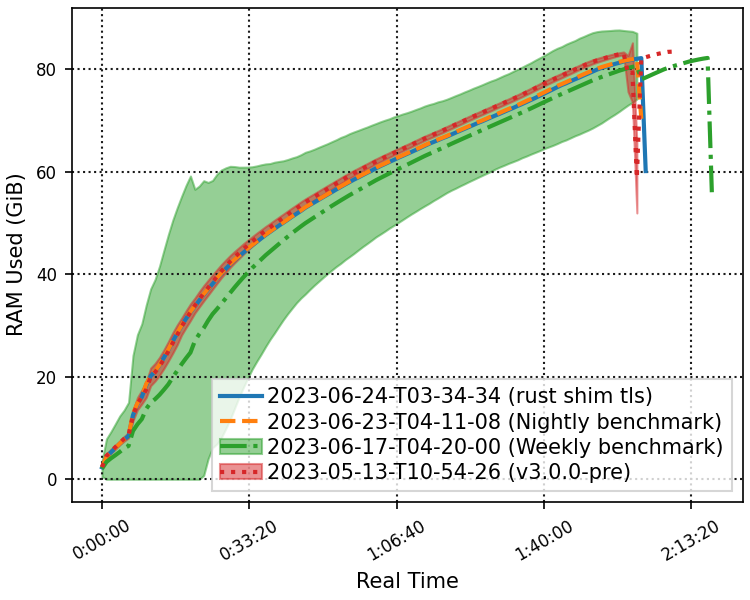 80
60
40
20
0
RAM Used (GiB)
2023-06-24-T03-34-34 (rust shim tls)
2023-06-23-T04-11-08 (Nightly benchmark)
2023-06-17-T04-20-00 (Weekly benchmark)
2023-05-13-T10-54-26 (v3.0.0-pre)
0:00:00
0:33:20
1:06:40
1:40:00
2:13:20
Real Time